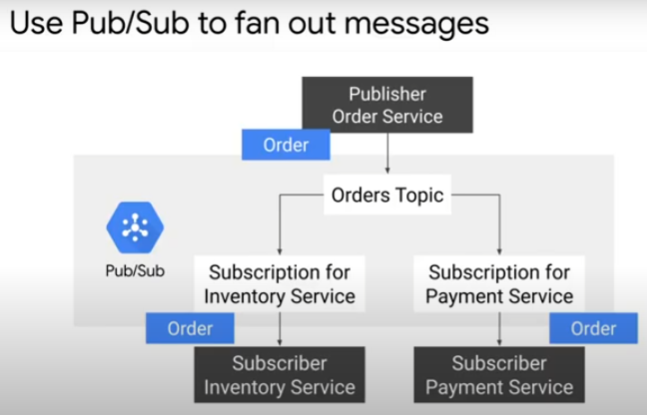 Use Pub/Sub to fan out messages
Publisher
Order Service
Order
Orders Topic
Pub/Sub
Subscription for
Inventory Service
Subscription for
Payment Service
Order
Order
Subscriber
Inventory Service
Subscriber
Payment Service